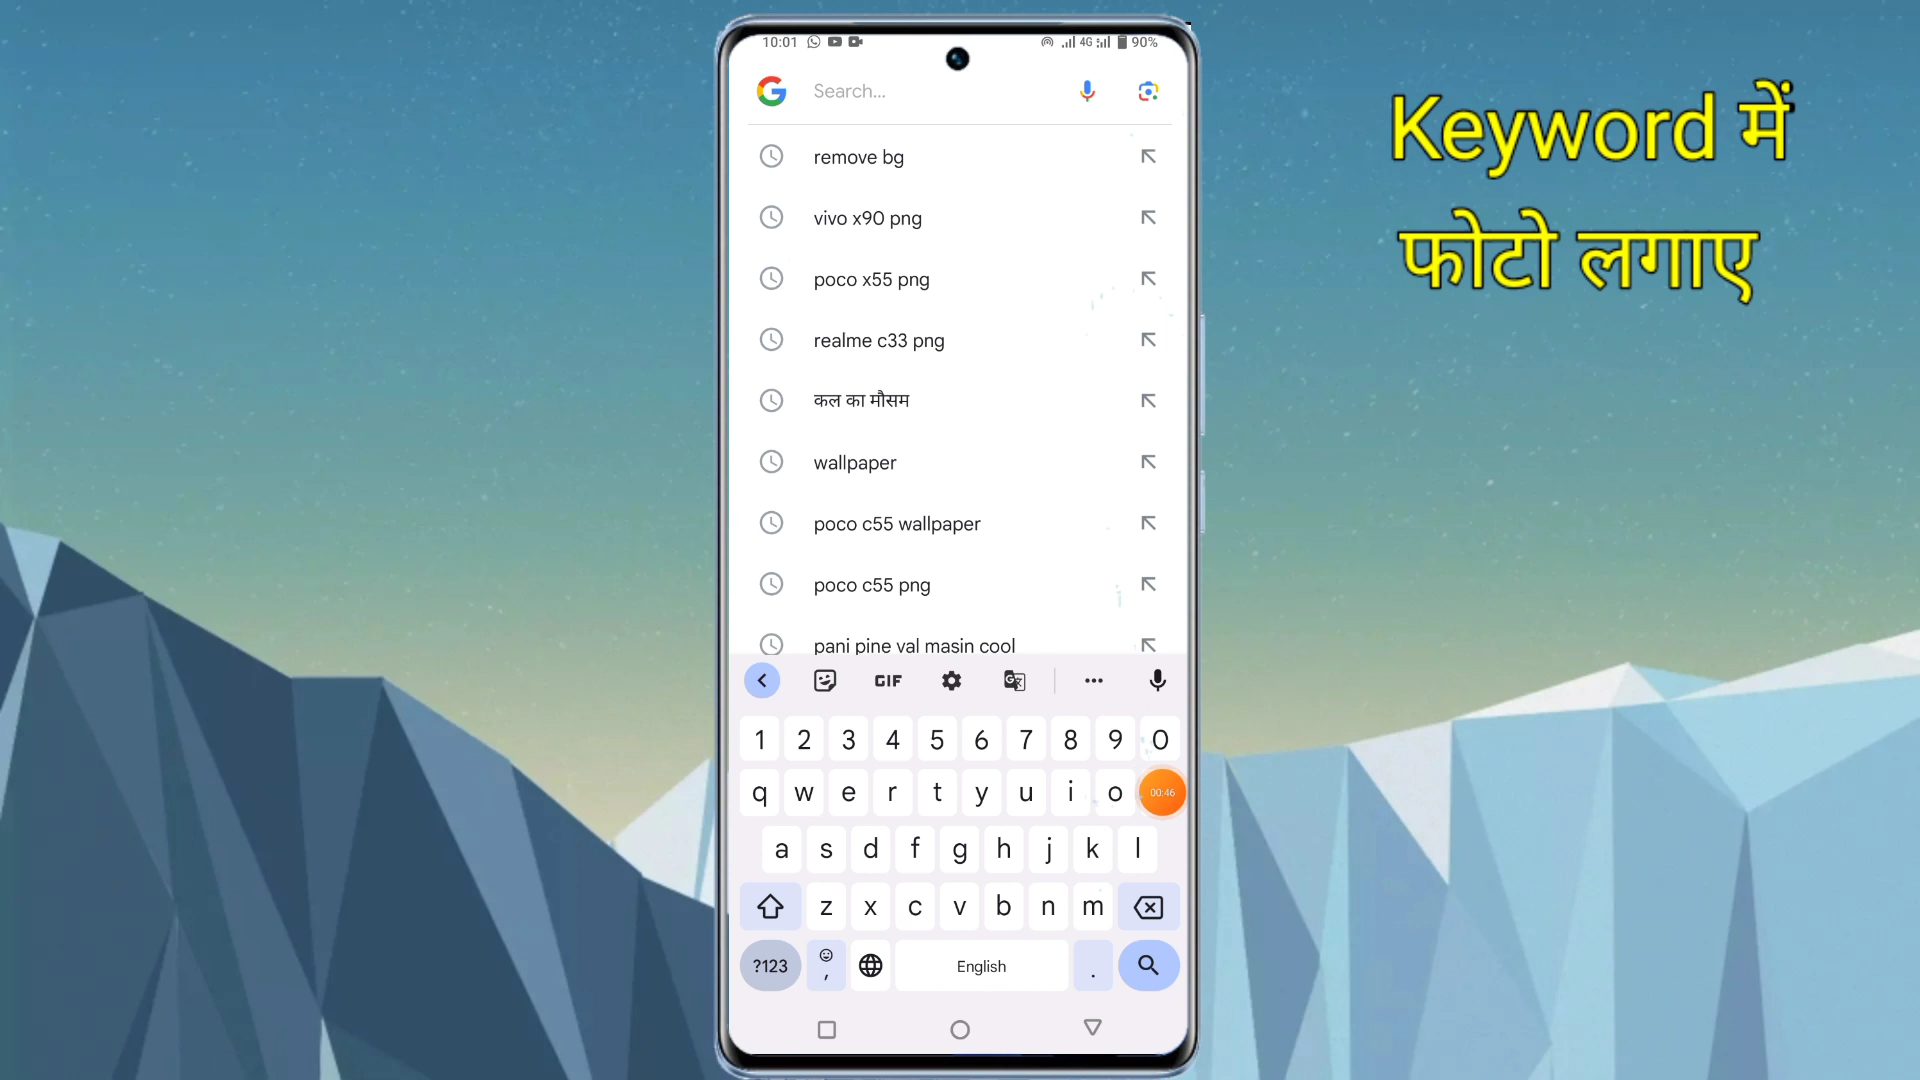 10:01 4G 90%
Search...
remove bg
vivo x90 png
poco x55 png
realme c33 png
कल का मौसम
wallpaper
poco c55 wallpaper
poco c55 png
pani pine val masin cool
GIF
1 2 3 4 5 6 7 8 9 0
q w e r t y u i o 00:46
a s d f g h j k l
z x c v b n m
?123 , English .
Keyword में
फोटो लगाए